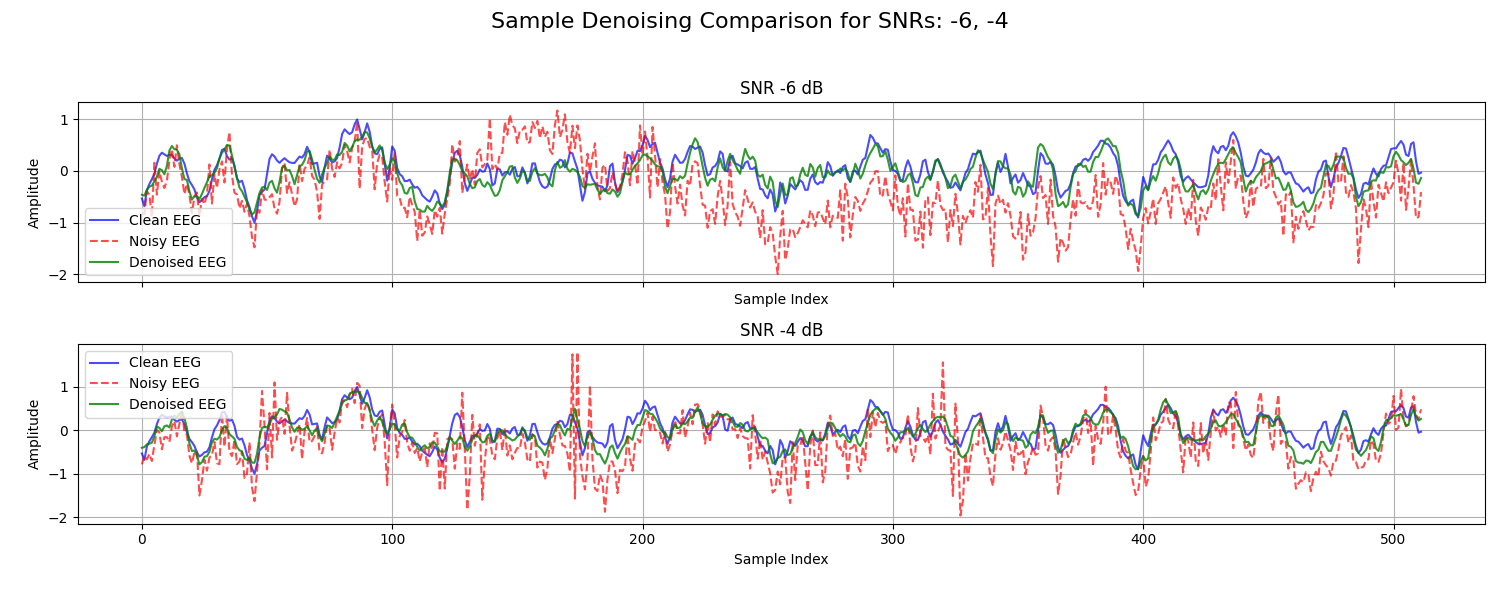 Sample Denoising Comparison for SNRs: -6, -4
SNR -6 dB
Amplitude
1
0
−1
−2
Clean EEG
Noisy EEG
Denoised EEG
Sample Index
SNR -4 dB
Amplitude
1
0
−1
−2
Clean EEG
Noisy EEG
Denoised EEG
0 100 200 300 400 500
Sample Index